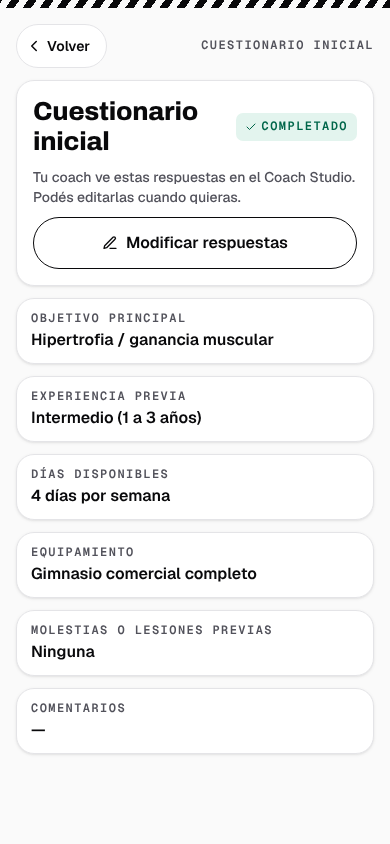 Volver
CUESTIONARIO INICIAL
Cuestionario
inicial
COMPLETADO
Tu coach ve estas respuestas en el Coach Studio.
Podés editarlas cuando quieras.
Modificar respuestas
OBJETIVO PRINCIPAL
Hipertrofia / ganancia muscular
EXPERIENCIA PREVIA
Intermedio (1 a 3 años)
DÍAS DISPONIBLES
4 días por semana
EQUIPAMIENTO
Gimnasio comercial completo
MOLESTIAS O LESIONES PREVIAS
Ninguna
COMENTARIOS
—